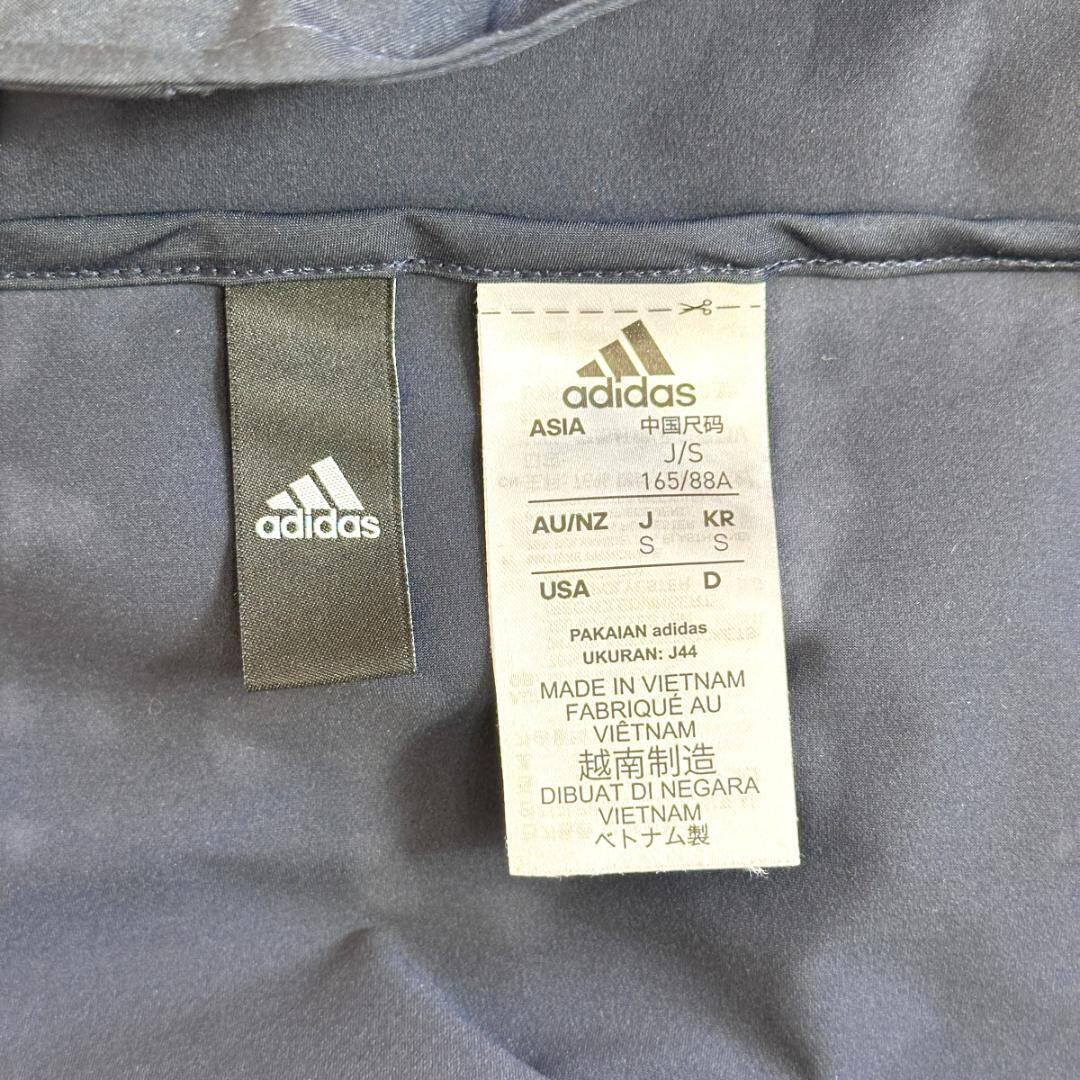 adidas
adidas
ASIA 中国尺码
J/S
165/88A
AU/NZ J KR
S S
USA D
PAKAIAN adidas
UKURAN: J44
MADE IN VIETNAM
FABRIQUÉ AU
VIÊTNAM
越南制造
DIBUAT DI NEGARA
VIETNAM
ベトナム製